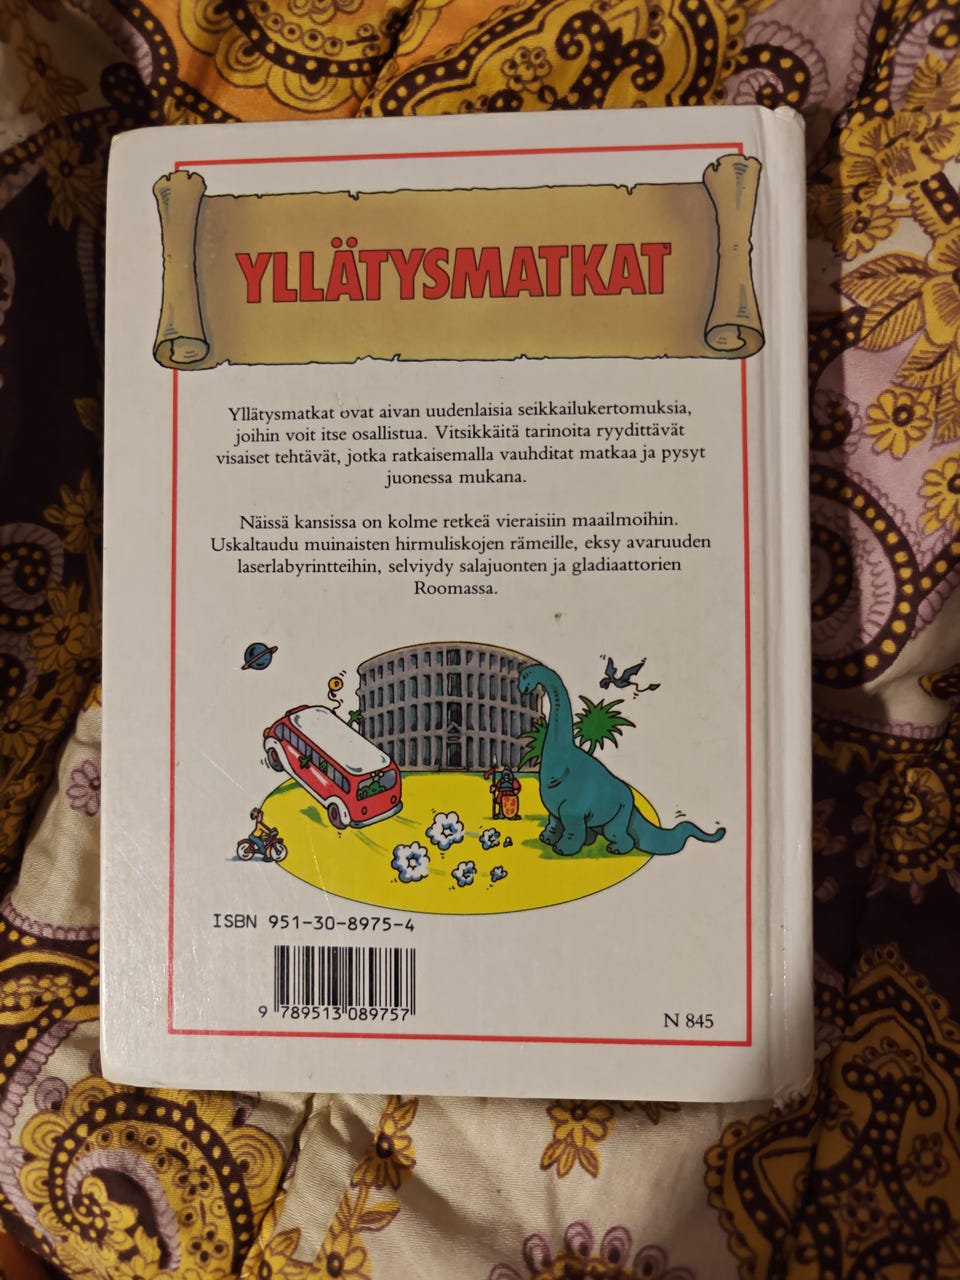 YLLÄTYSMATKAT
Yllätysmatkat ovat aivan uudenlaisia seikkailukertomuksia,
joihin voit itse osallistua. Vitsikkäitä tarinoita ryydittävät
visaiset tehtävät, jotka ratkaisemalla vauhditat matkaa ja pysyt
juonessa mukana.
Näissä kansissa on kolme retkeä vieraisiin maailmoihin.
Uskaltaudu muinaisten hirmuliskojen rämeille, eksy avaruuden
laserlabyrintteihin, selviydy salajuonten ja gladiaattorien
Roomassa.
ISBN 951-30-8975-4
9 789513 089757
N 845